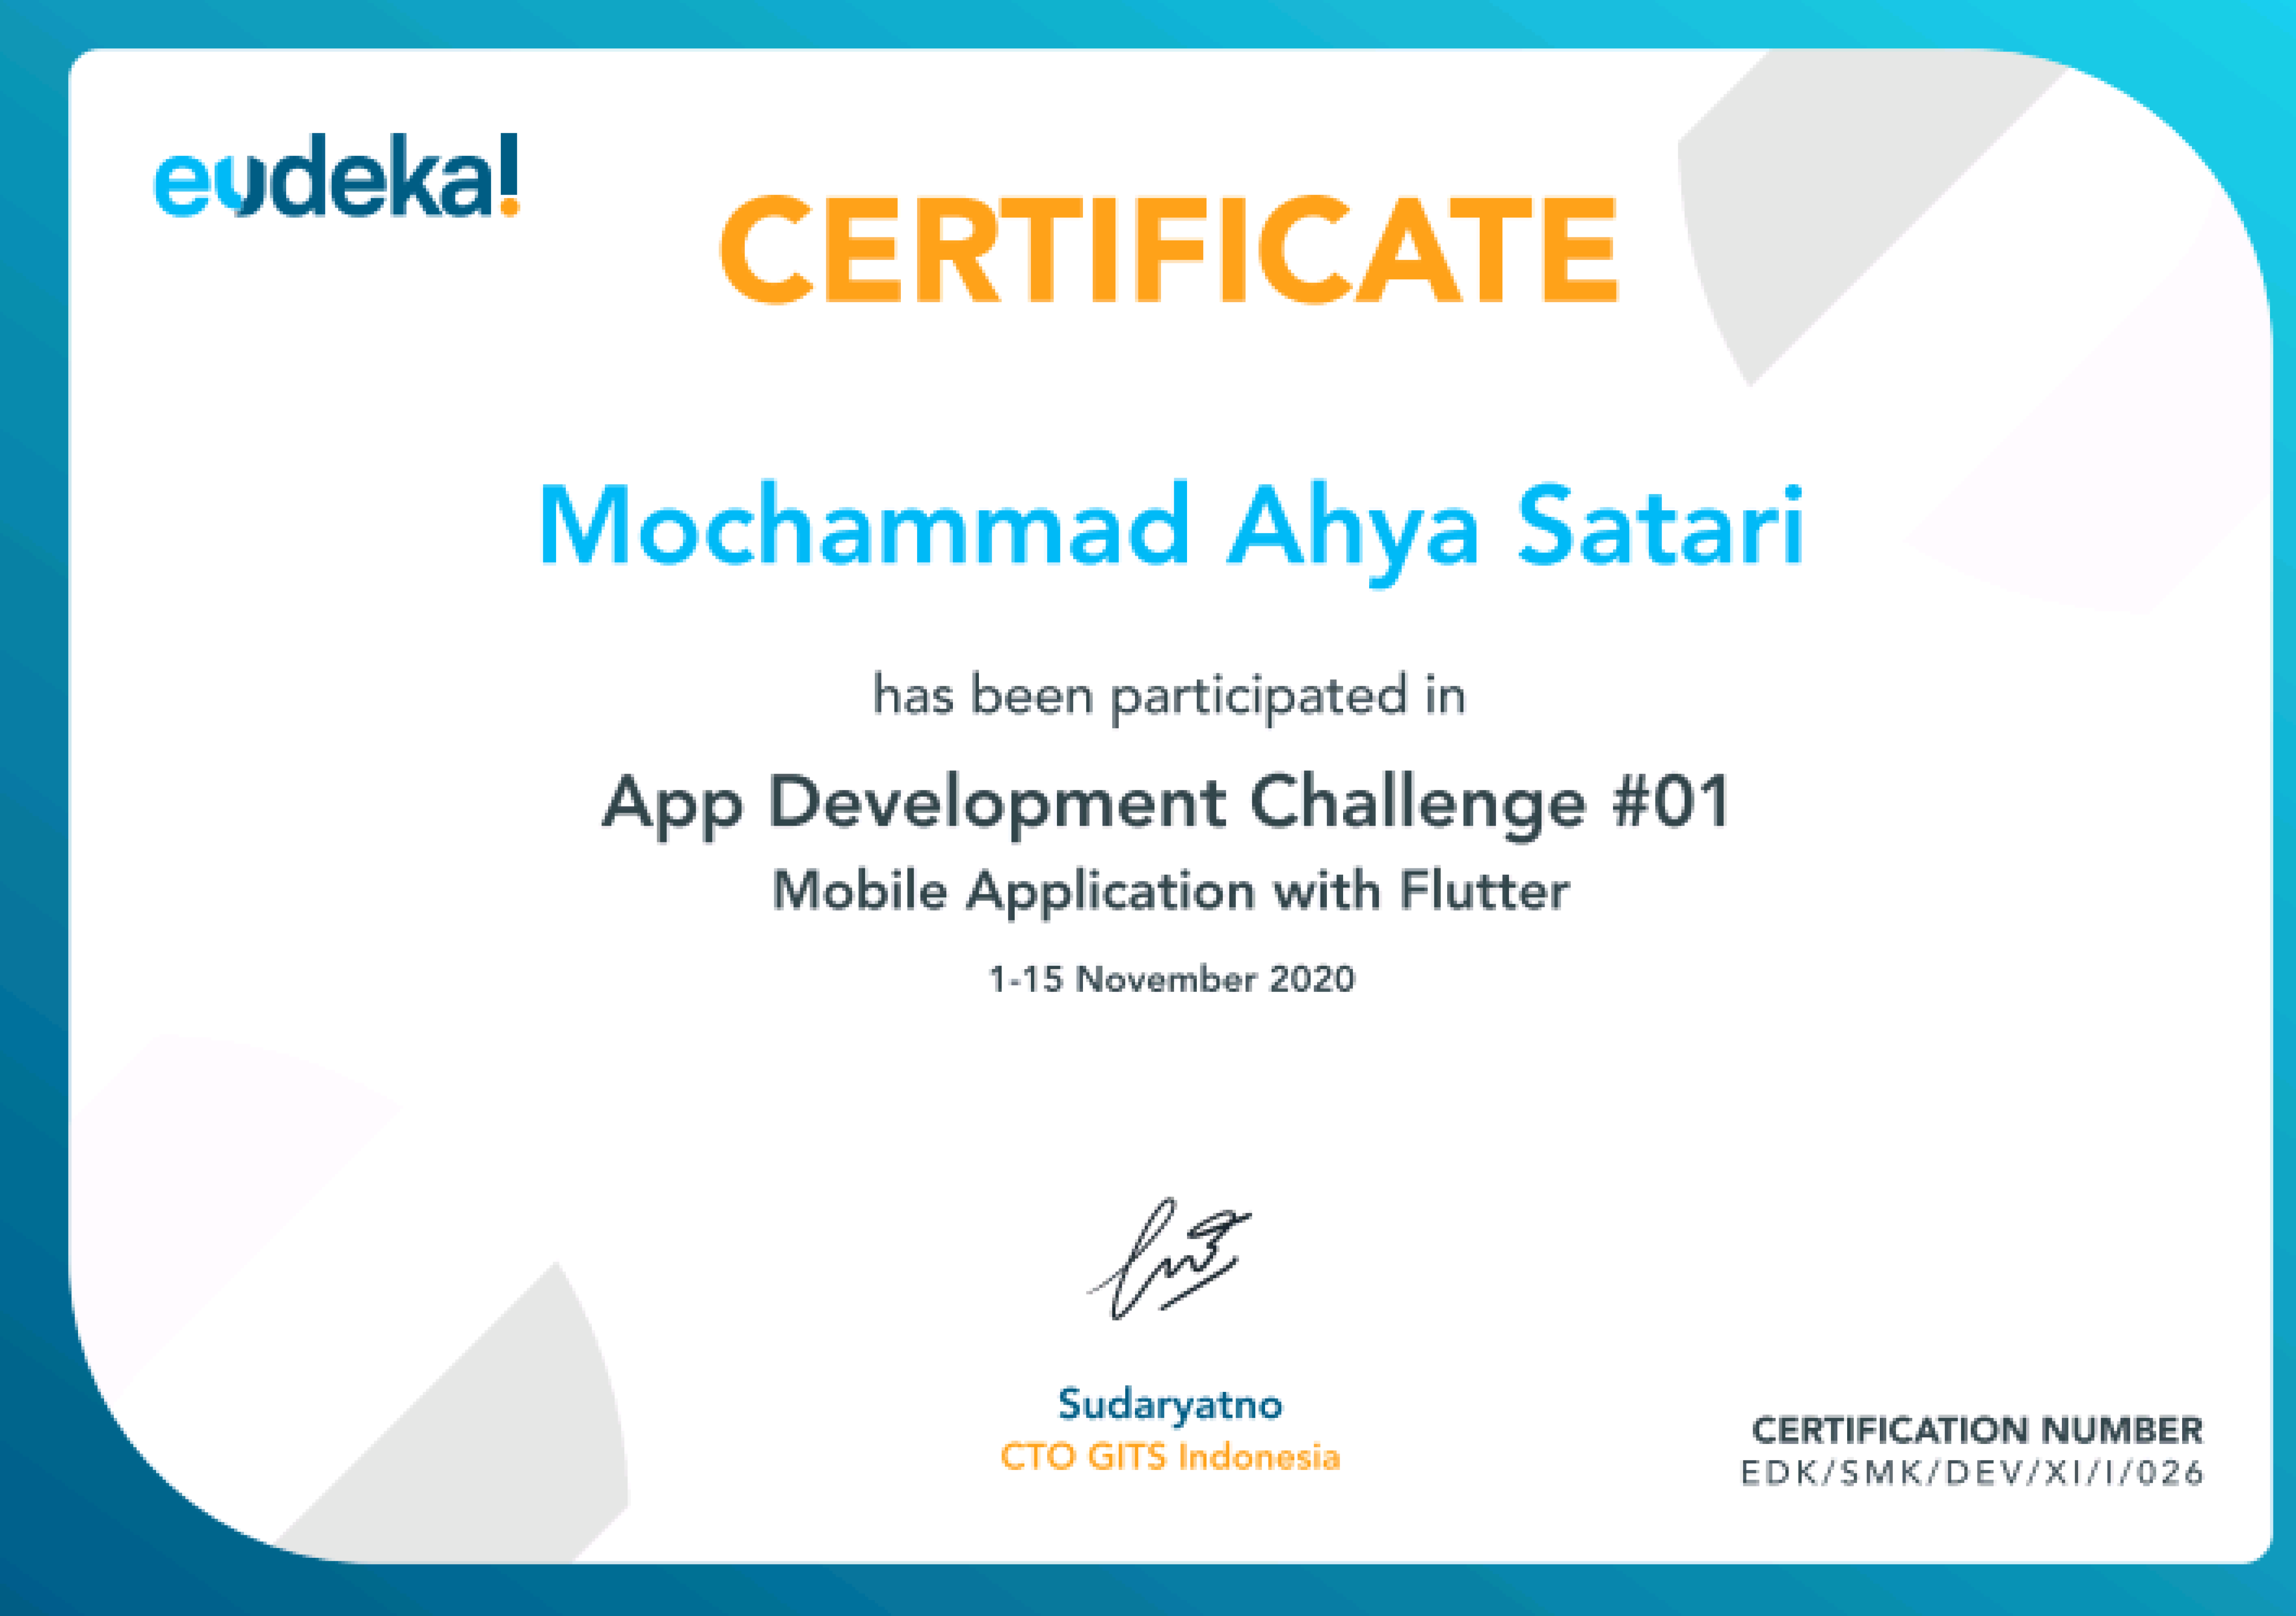 eudeka!
CERTIFICATE
Mochammad Ahya Satari
has been participated in
App Development Challenge #01
Mobile Application with Flutter
1-15 November 2020
Sudaryatno
CTO GITS Indonesia
CERTIFICATION NUMBER
EDK/SMK/DEV/XI/I/026